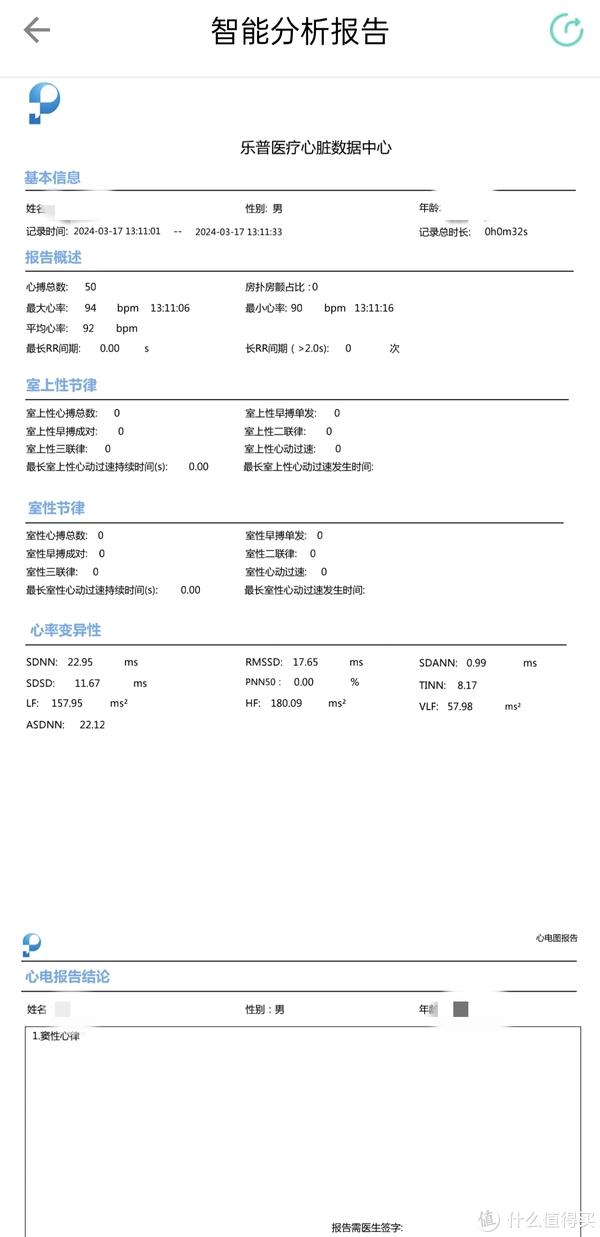 智能分析报告
乐普医疗心脏数据中心
基本信息
姓名 性别: 男 年龄:
记录时间: 2024-03-17 13:11:01 -- 2024-03-17 13:11:33 记录总时长: 0h0m32s
报告概述
心搏总数: 50 房扑房颤占比 : 0
最大心率: 94 bpm 13:11:06 最小心率: 90 bpm 13:11:16
平均心率: 92 bpm
最长RR间期: 0.00 s 长RR间期 ( >2.0s): 0 次
室上性节律
室上性心搏总数: 0 室上性早搏单发: 0
室上性早搏成对: 0 室上性二联律: 0
室上性三联律: 0 室上性心动过速: 0
最长室上性心动过速持续时间(s): 0.00 最长室上性心动过速发生时间:
室性节律
室性心搏总数: 0 室性早搏单发: 0
室性早搏成对: 0 室性二联律: 0
室性三联律: 0 室性心动过速: 0
最长室性心动过速持续时间(s): 0.00 最长室性心动过速发生时间:
心率变异性
SDNN: 22.95 ms RMSSD: 17.65 ms SDANN: 0.99 ms
SDSD: 11.67 ms PNN50 : 0.00 % TINN: 8.17
LF: 157.95 ms² HF: 180.09 ms² VLF: 57.98 ms²
ASDNN: 22.12
心电图报告
心电报告结论
姓名 性别 : 男 年龄
1.窦性心律
报告需医生签字:
值 什么值得买